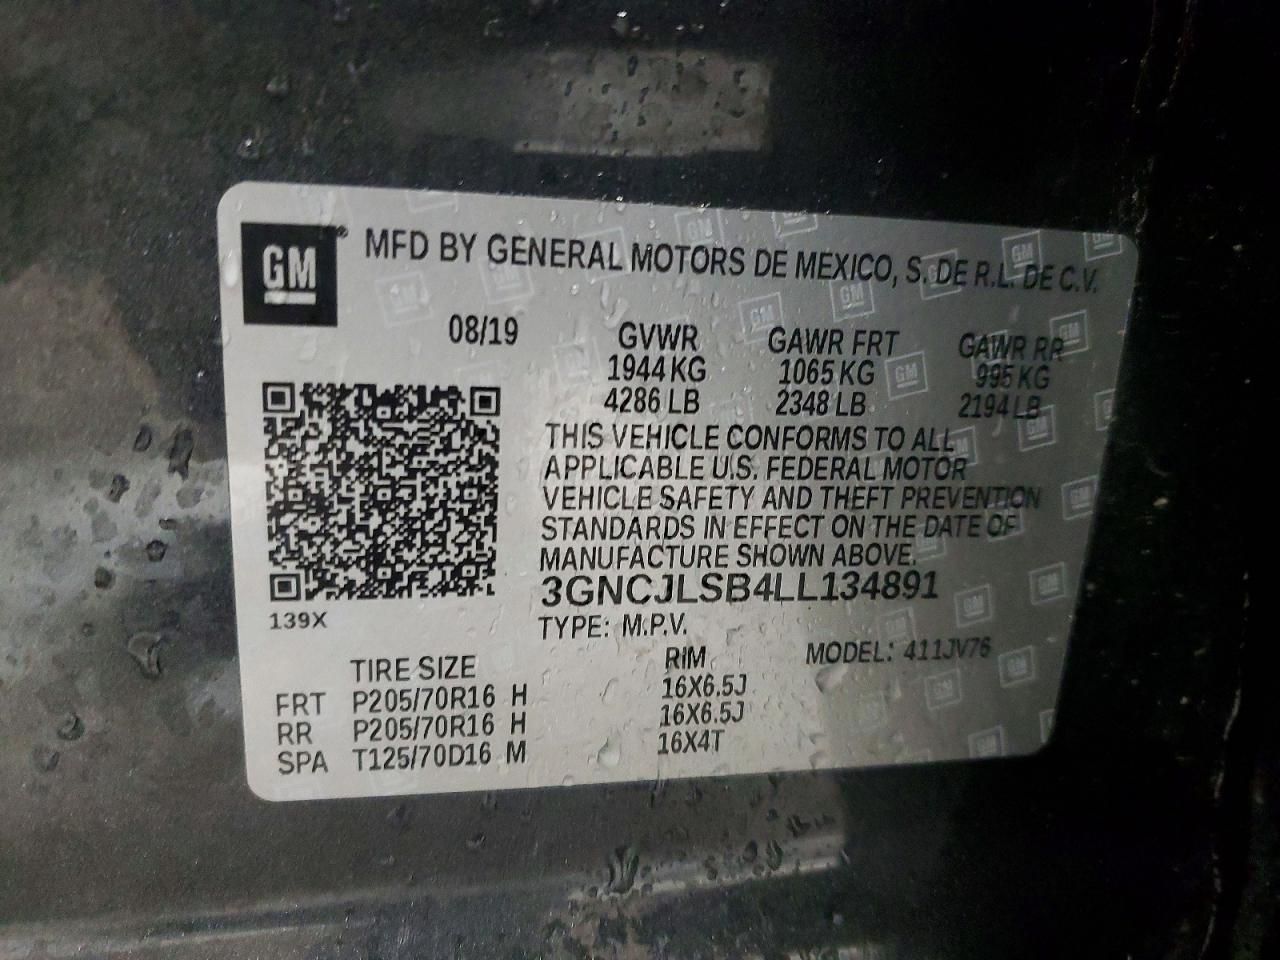 GM® MFD BY GENERAL MOTORS DE MEXICO, S. DE R.L. DE C.V.
08/19 GVWR GAWR FRT GAWR RR
1944 KG 1065 KG 995 KG
4286 LB 2348 LB 2194 LB
THIS VEHICLE CONFORMS TO ALL
APPLICABLE U.S. FEDERAL MOTOR
VEHICLE SAFETY AND THEFT PREVENTION
STANDARDS IN EFFECT ON THE DATE OF
MANUFACTURE SHOWN ABOVE.
3GNCJLSB4LL134891
139X
TYPE: M.P.V.
TIRE SIZE RIM MODEL: 411JV76
FRT P205/70R16 H 16X6.5J
RR P205/70R16 H 16X6.5J
SPA T125/70D16 M 16X4T